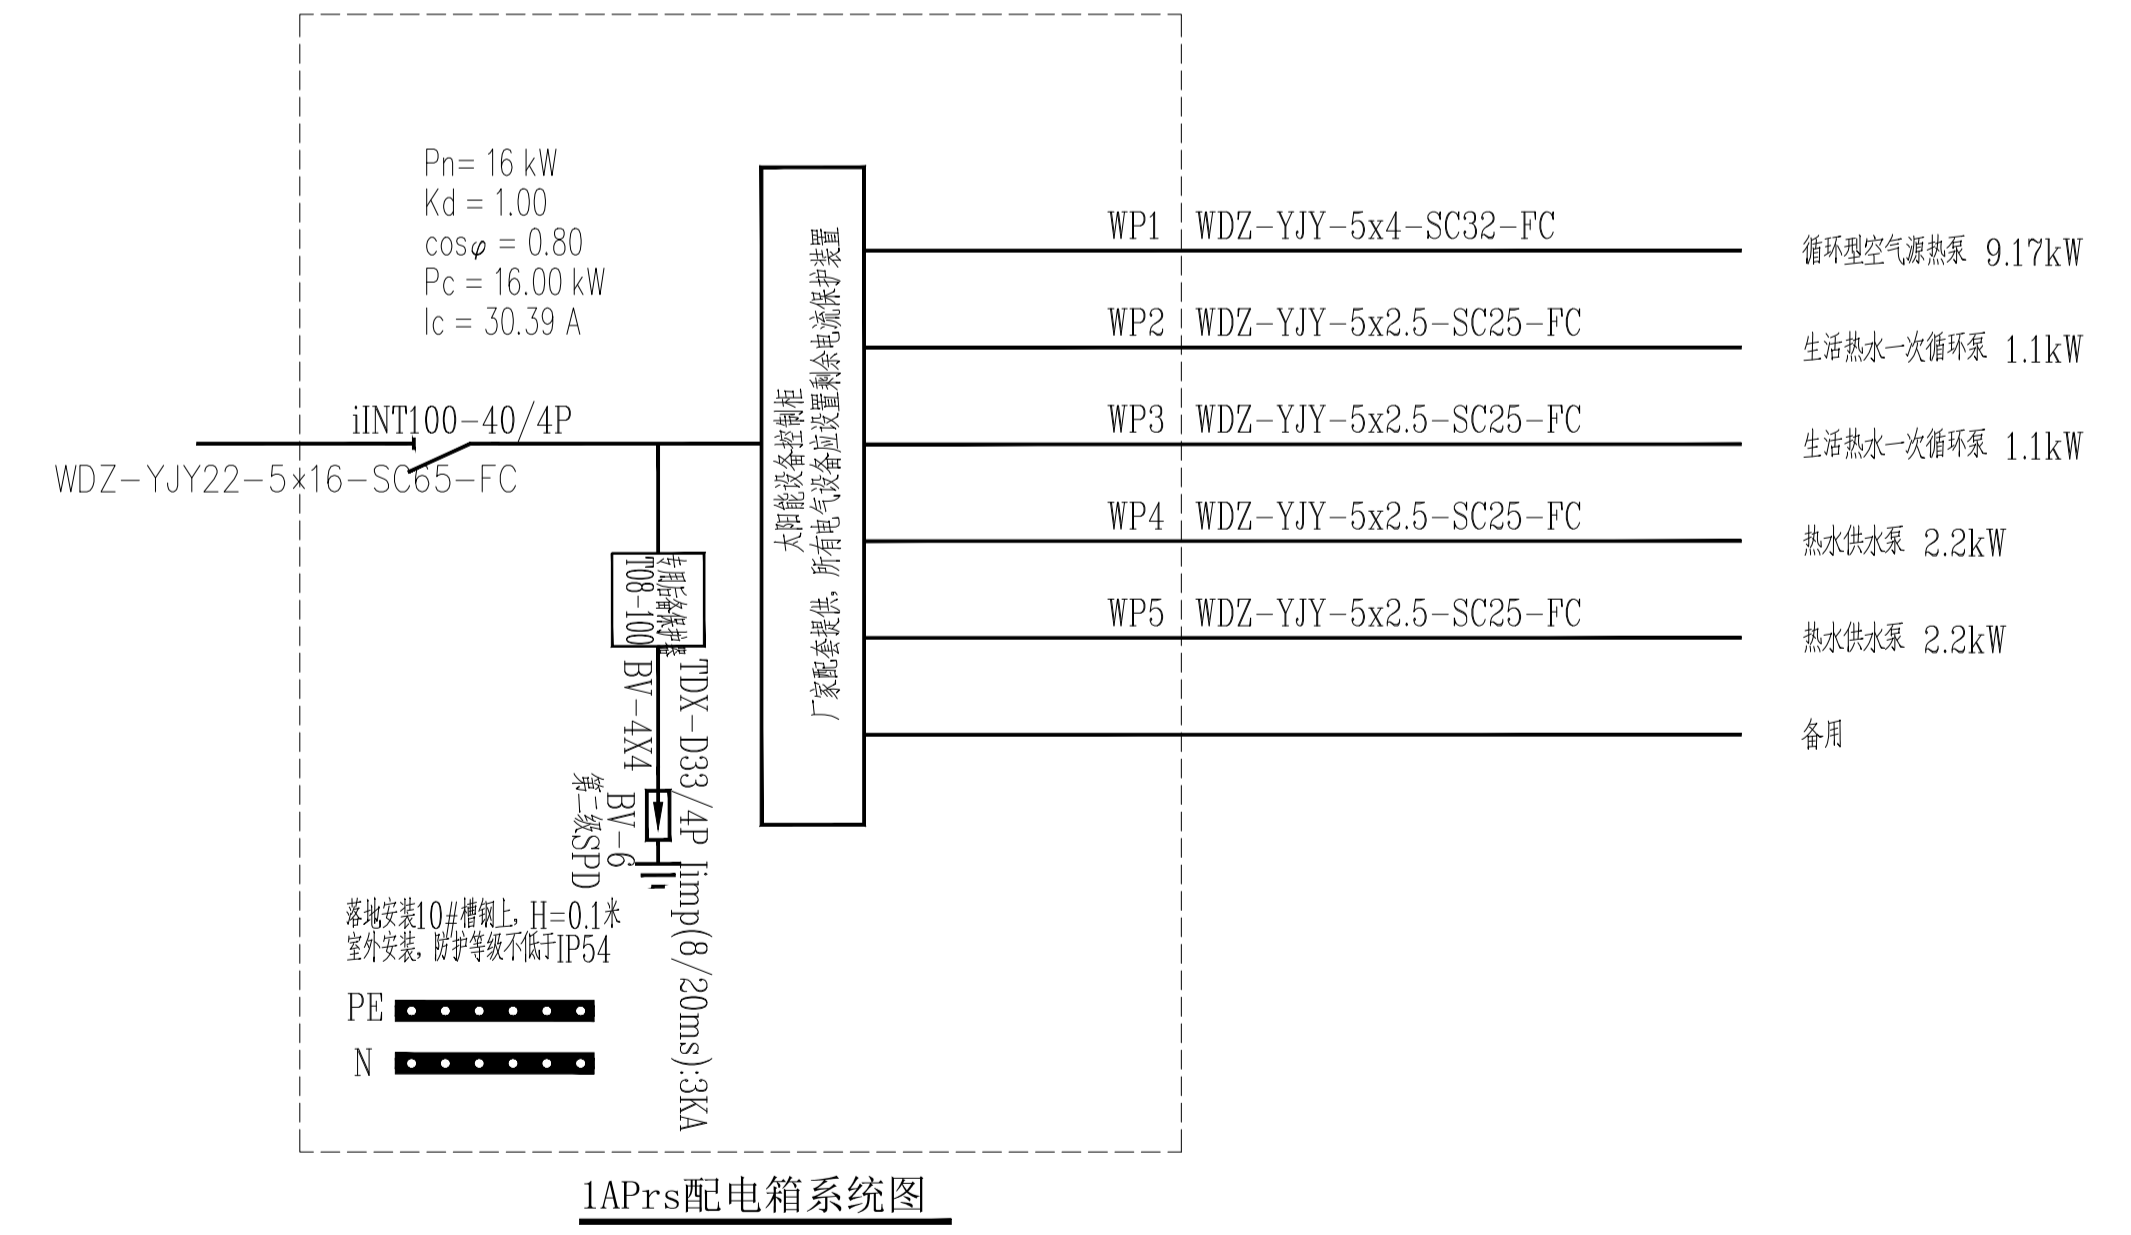 Pn= 16 kW
Kd = 1.00
cosφ = 0.80
Pc = 16.00 kW
Ic = 30.39 A
iINT100-40/4P
WDZ-YJY22-5×16-SC65-FC
太阳能设备控制柜
厂家配套提供，所有电气设备应设置剩余电流保护装置
WP1 WDZ-YJY-5x4-SC32-FC 循环型空气源热泵 9.17kW
WP2 WDZ-YJY-5x2.5-SC25-FC 生活热水一次循环泵 1.1kW
WP3 WDZ-YJY-5x2.5-SC25-FC 生活热水一次循环泵 1.1kW
WP4 WDZ-YJY-5x2.5-SC25-FC 热水供水泵 2.2kW
WP5 WDZ-YJY-5x2.5-SC25-FC 热水供水泵 2.2kW
备用
专用后备保护器
T08-100
TDX-D33/4P Iimp(8/20ms):3KA
BV-4X4
BV-6
第二级SPD
落地安装10#槽钢上，H=0.1米
室外安装，防护等级不低于IP54
PE
N
1APrs配电箱系统图